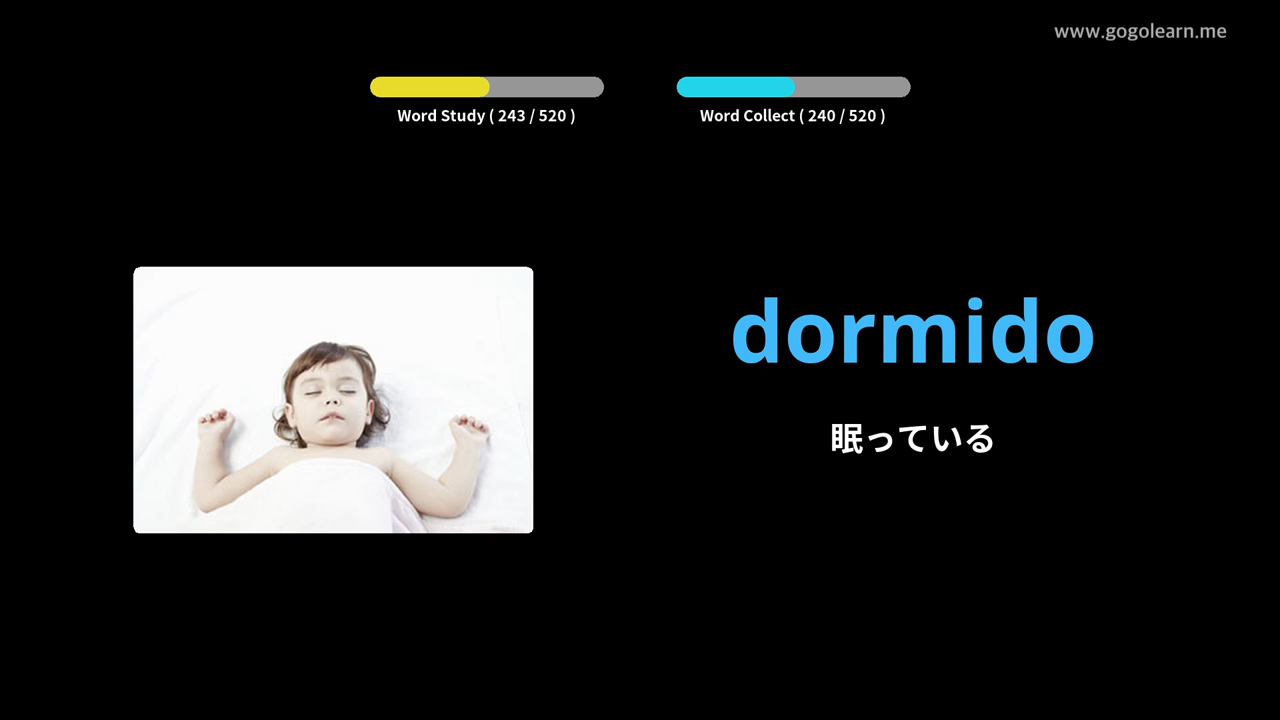 www.gogolearn.me
Word Study ( 243 / 520 )
Word Collect ( 240 / 520 )
dormido
眠っている